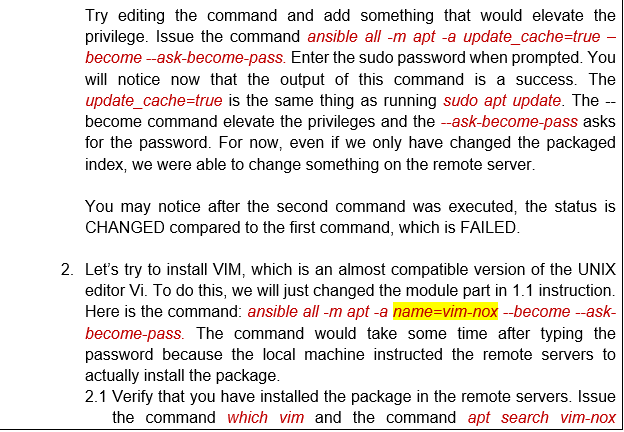 Try editing the command and add something that would elevate the
privilege. Issue the command ansible all -m apt -a update_cache=true –
become --ask-become-pass. Enter the sudo password when prompted. You
will notice now that the output of this command is a success. The
update_cache=true is the same thing as running sudo apt update. The --
become command elevate the privileges and the --ask-become-pass asks
for the password. For now, even if we only have changed the packaged
index, we were able to change something on the remote server.
You may notice after the second command was executed, the status is
CHANGED compared to the first command, which is FAILED.
2. Let’s try to install VIM, which is an almost compatible version of the UNIX
editor Vi. To do this, we will just changed the module part in 1.1 instruction.
Here is the command: ansible all -m apt -a name=vim-nox --become --ask-
become-pass. The command would take some time after typing the
password because the local machine instructed the remote servers to
actually install the package.
2.1 Verify that you have installed the package in the remote servers. Issue
the command which vim and the command apt search vim-nox